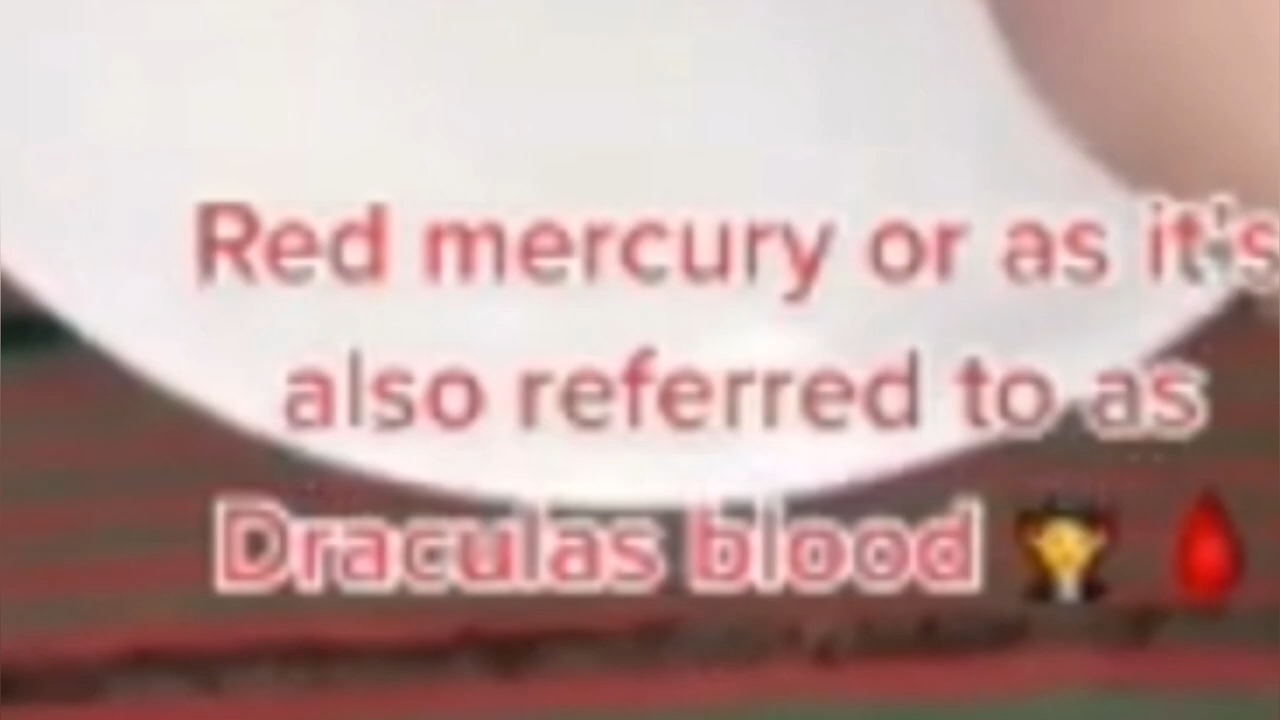 Red mercury or as it's
also referred to as
Draculas blood 🧛 🩸